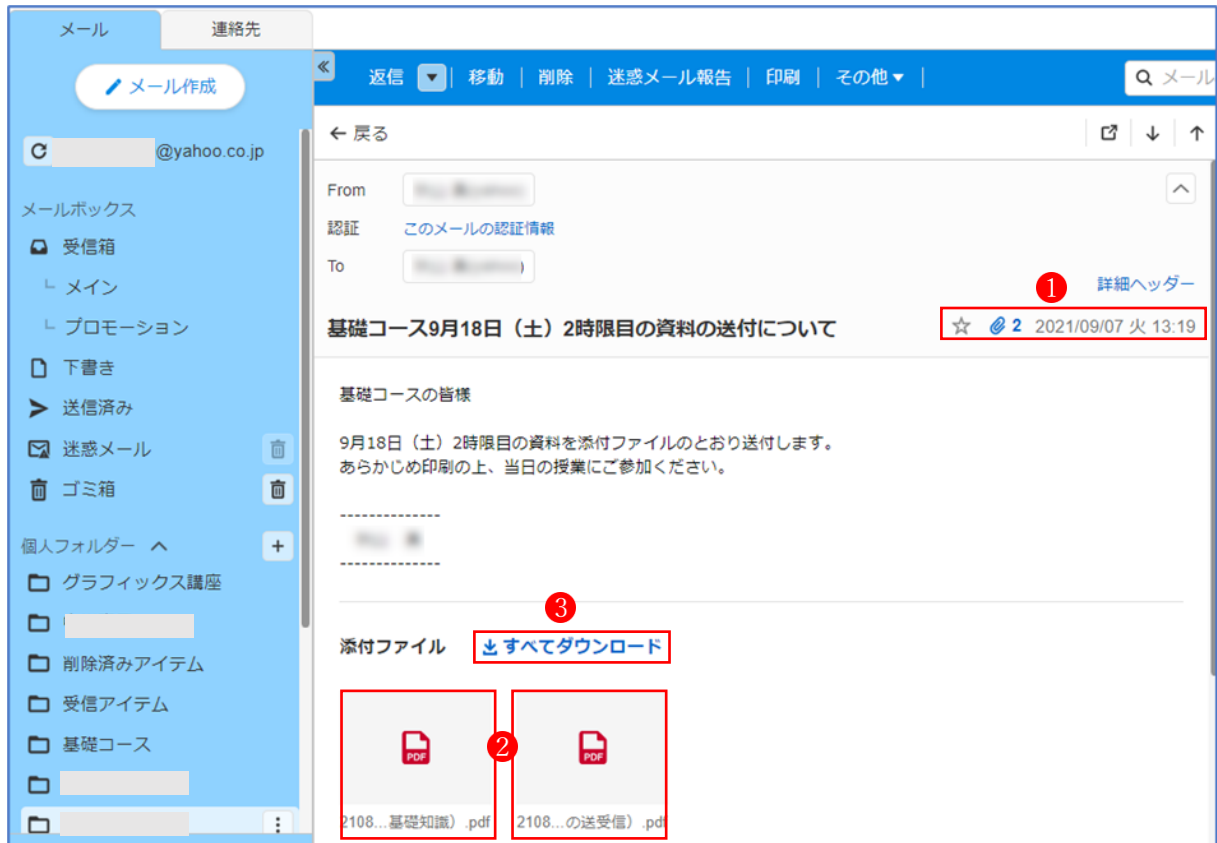 メール 連絡先
メール作成
@yahoo.co.jp
メールボックス
受信箱
メイン
プロモーション
下書き
送信済み
迷惑メール
ゴミ箱
個人フォルダー
グラフィックス講座
削除済みアイテム
受信アイテム
基礎コース
返信 移動 削除 迷惑メール報告 印刷 その他 メール
戻る
From
認証 このメールの認証情報
To
1
詳細ヘッダー
基礎コース9月18日（土）2時限目の資料の送付について 2 2021/09/07 火 13:19
基礎コースの皆様
9月18日（土）2時限目の資料を添付ファイルのとおり送付します。
あらかじめ印刷の上、当日の授業にご参加ください。
--------------
--------------
3
添付ファイル すべてダウンロード
PDF 2 PDF
2108...基礎知識）.pdf 2108...の送受信）.pdf